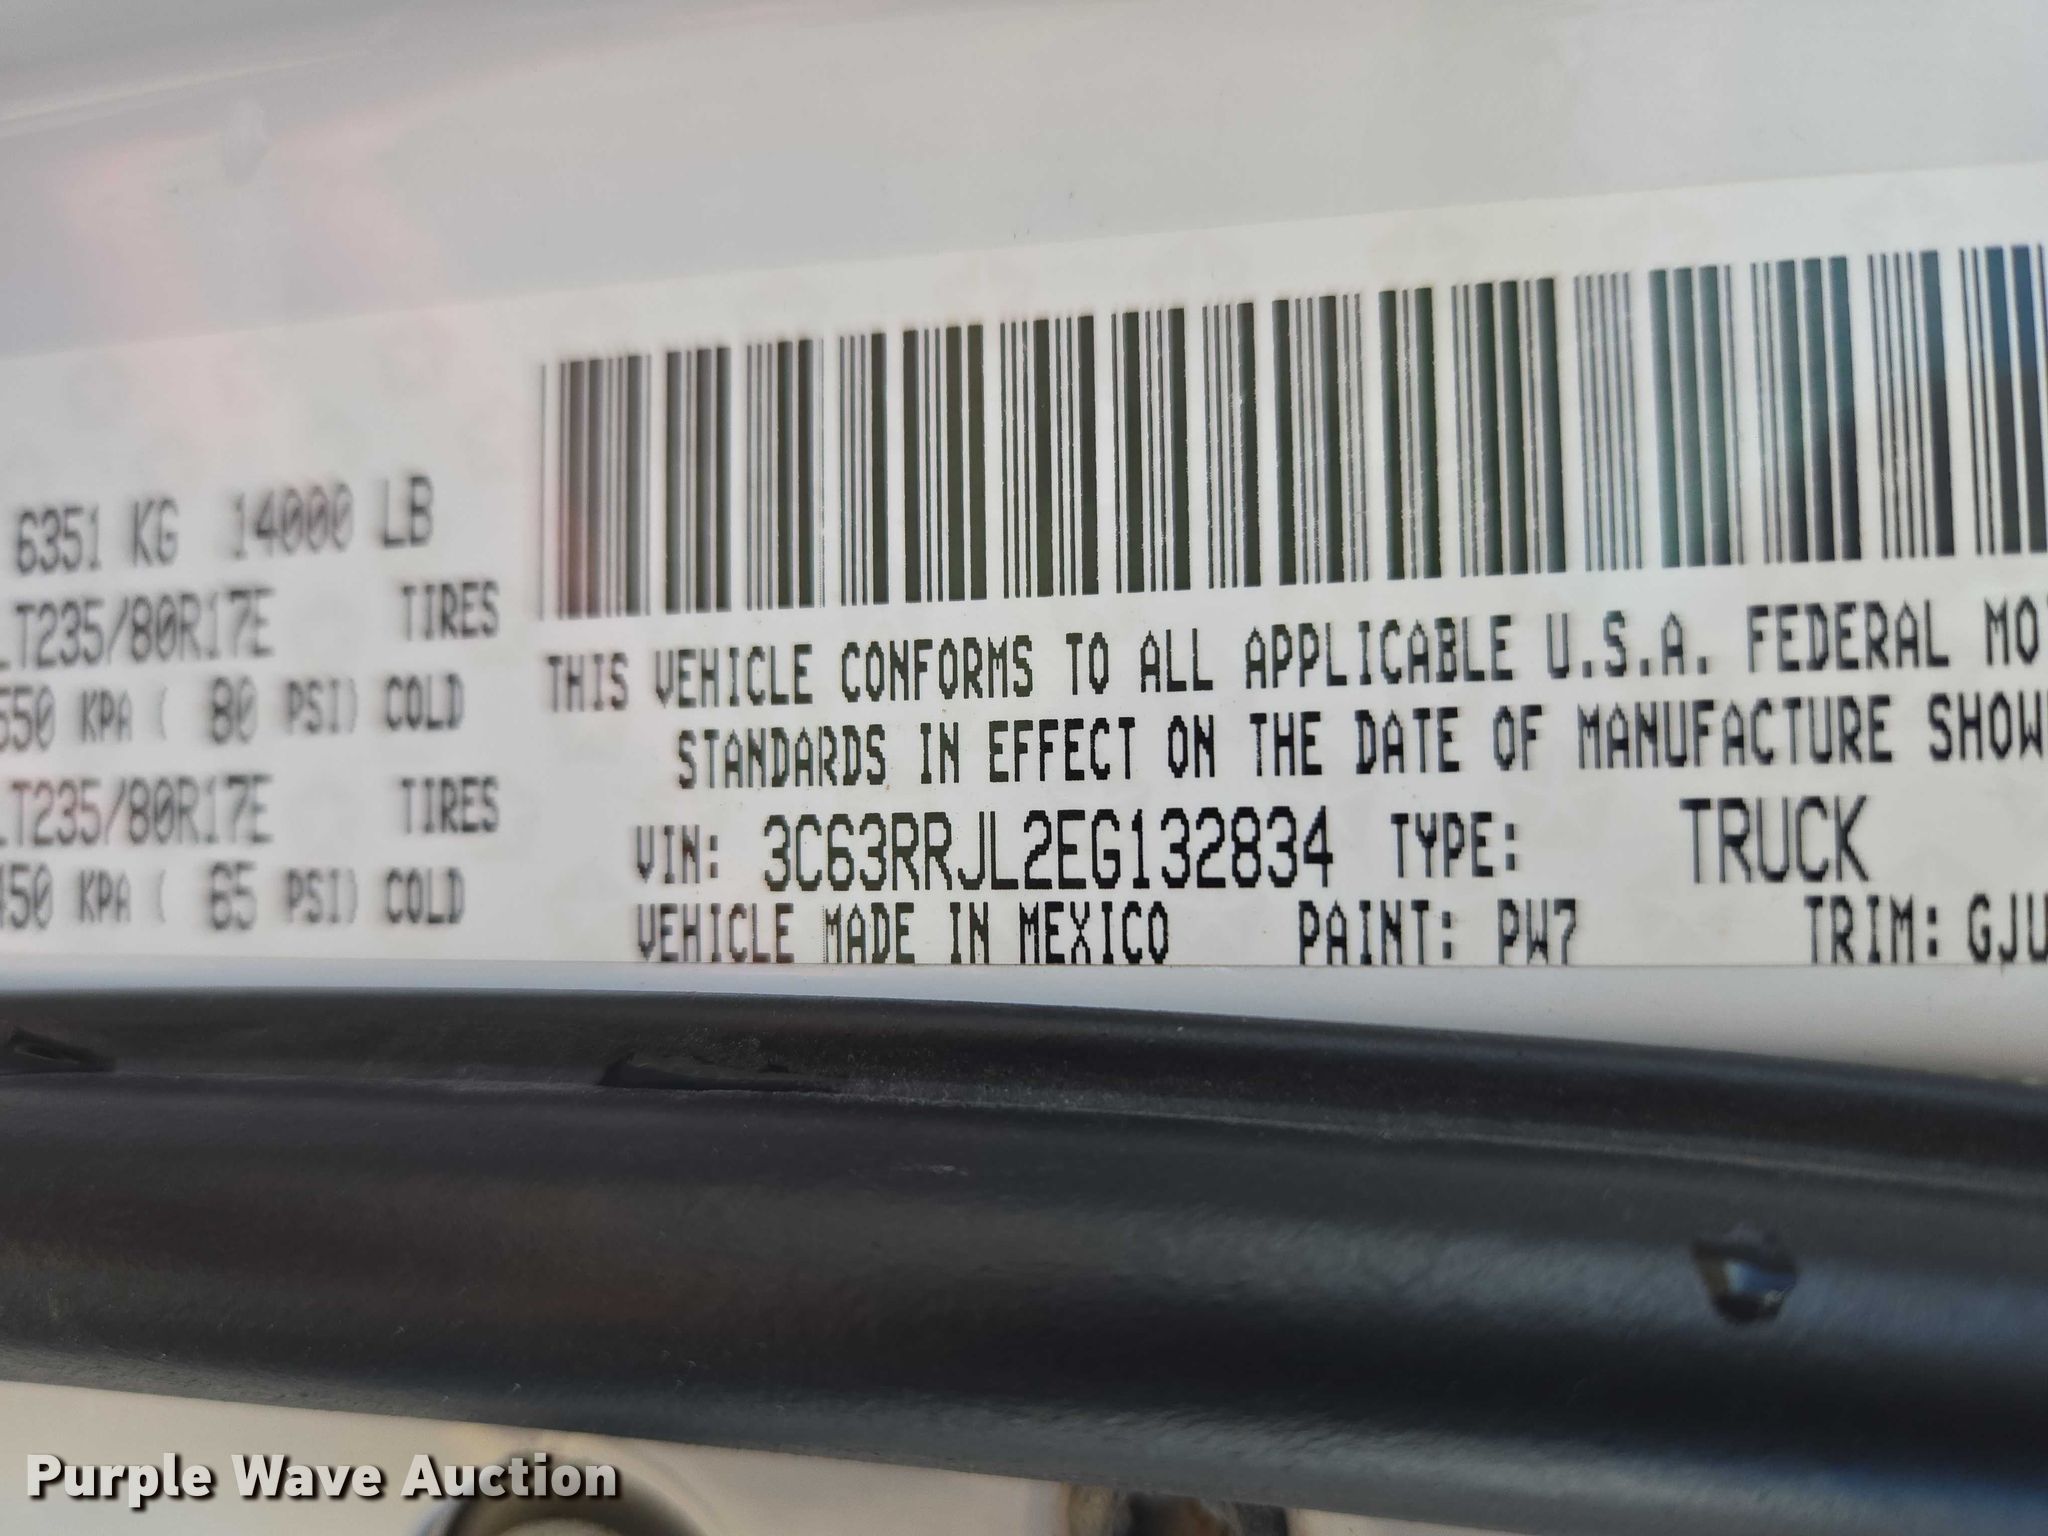 6351 KG 14000 LB
LT235/80R17E TIRES
550 KPA ( 80 PSI) COLD
LT235/80R17E TIRES
450 KPA ( 65 PSI) COLD
THIS VEHICLE CONFORMS TO ALL APPLICABLE U.S.A. FEDERAL MOT
STANDARDS IN EFFECT ON THE DATE OF MANUFACTURE SHOW
VIN: 3C63RRJL2EG132834 TYPE: TRUCK
VEHICLE MADE IN MEXICO PAINT: PW7 TRIM: GJU
Purple Wave Auction